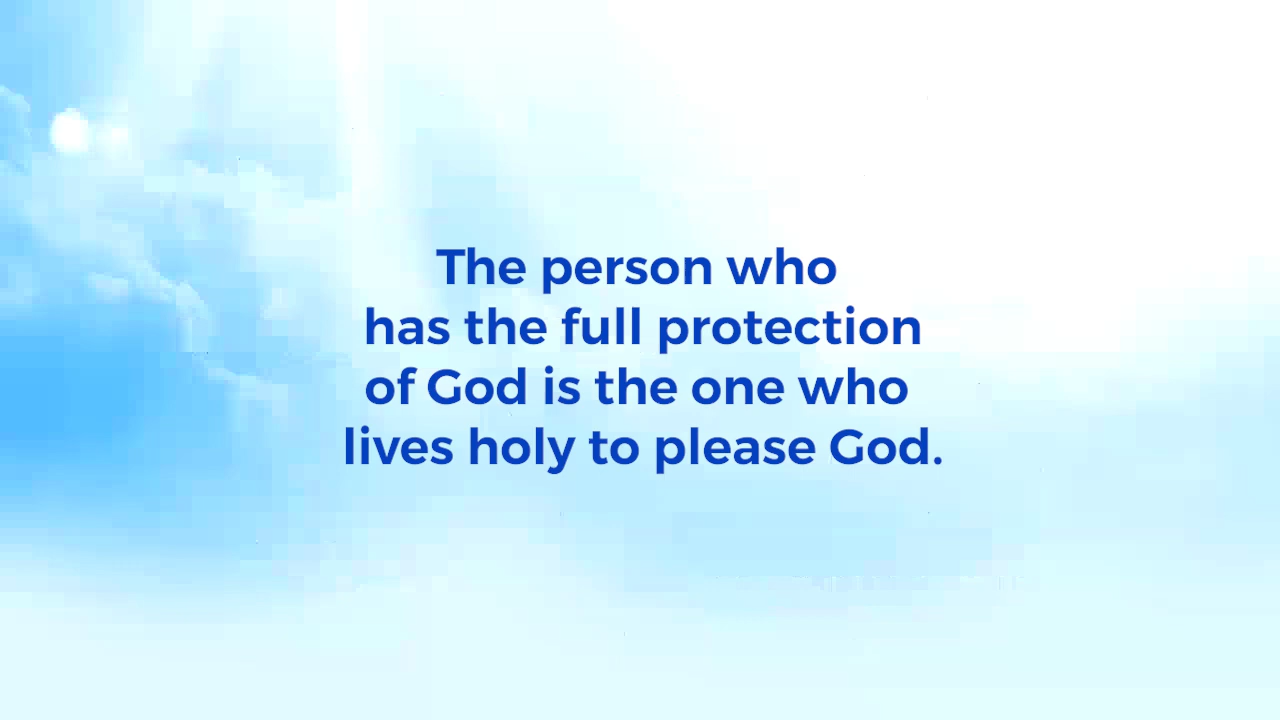 The person who
has the full protection
of God is the one who
lives holy to please God.